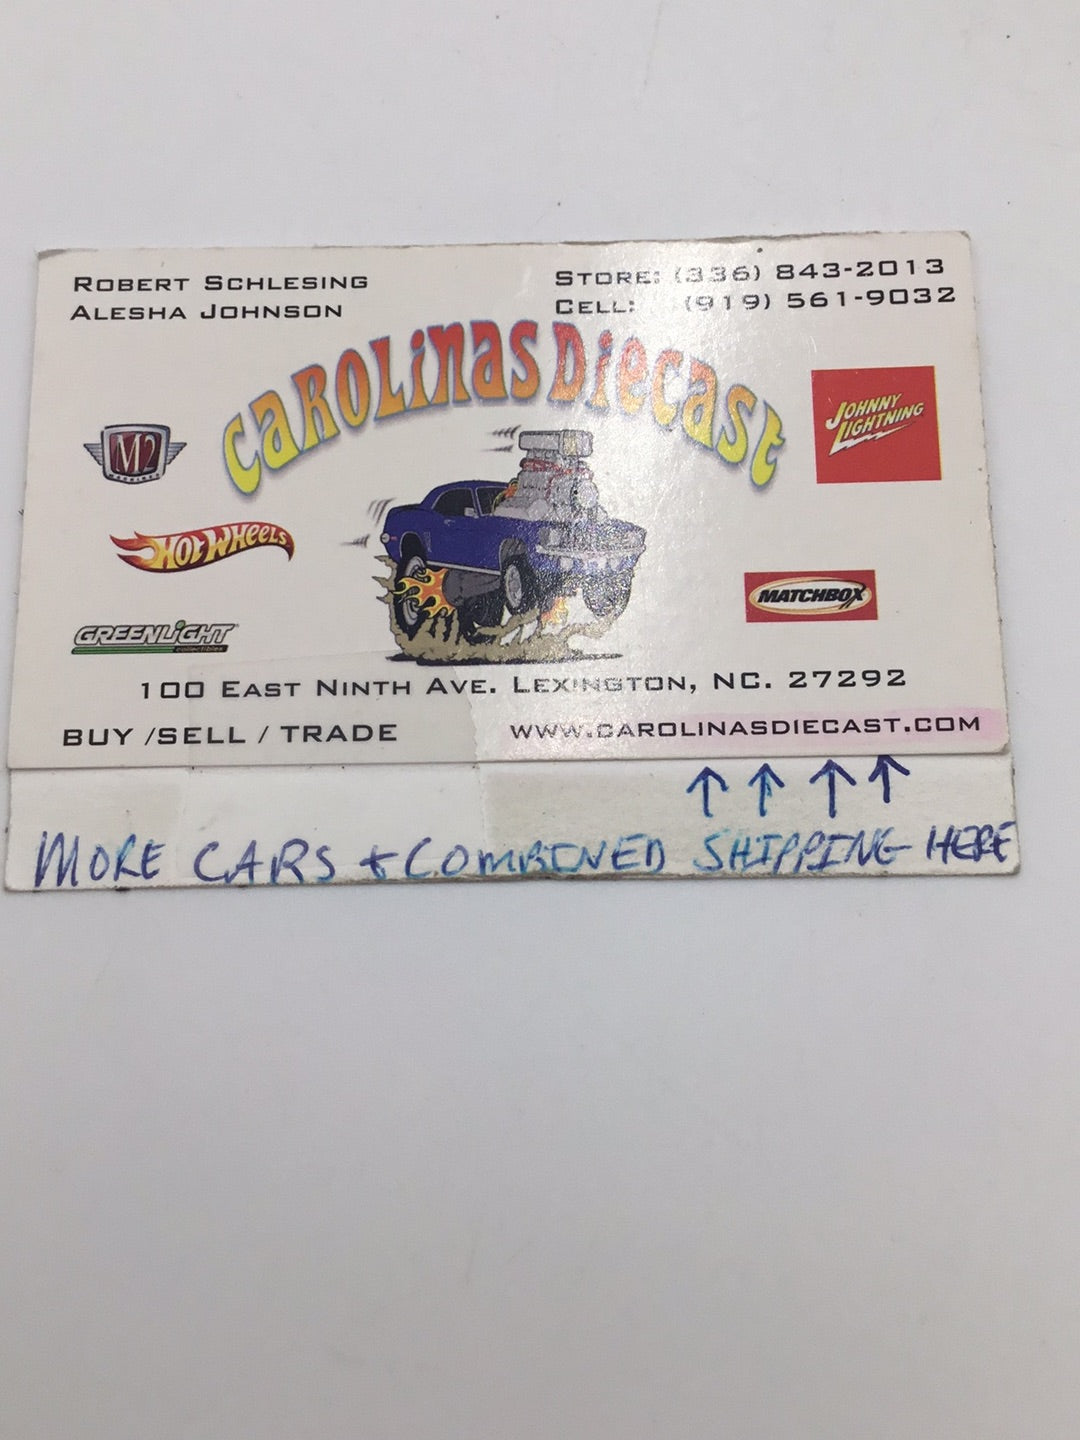 ROBERT SCHLESING
ALESHA JOHNSON
STORE: (336) 843-2013
CELL: (919) 561-9032
CAROLINAS DIECAST
M2
MACHINES
JOHNNY
LIGHTNING
HOT WHEELS
MATCHBOX
GREENLIGHT
collectibles
100 EAST NINTH AVE. LEXINGTON, NC. 27292
BUY /SELL / TRADE
WWW.CAROLINASDIECAST.COM
MORE CARS & COMBINED SHIPPING HERE